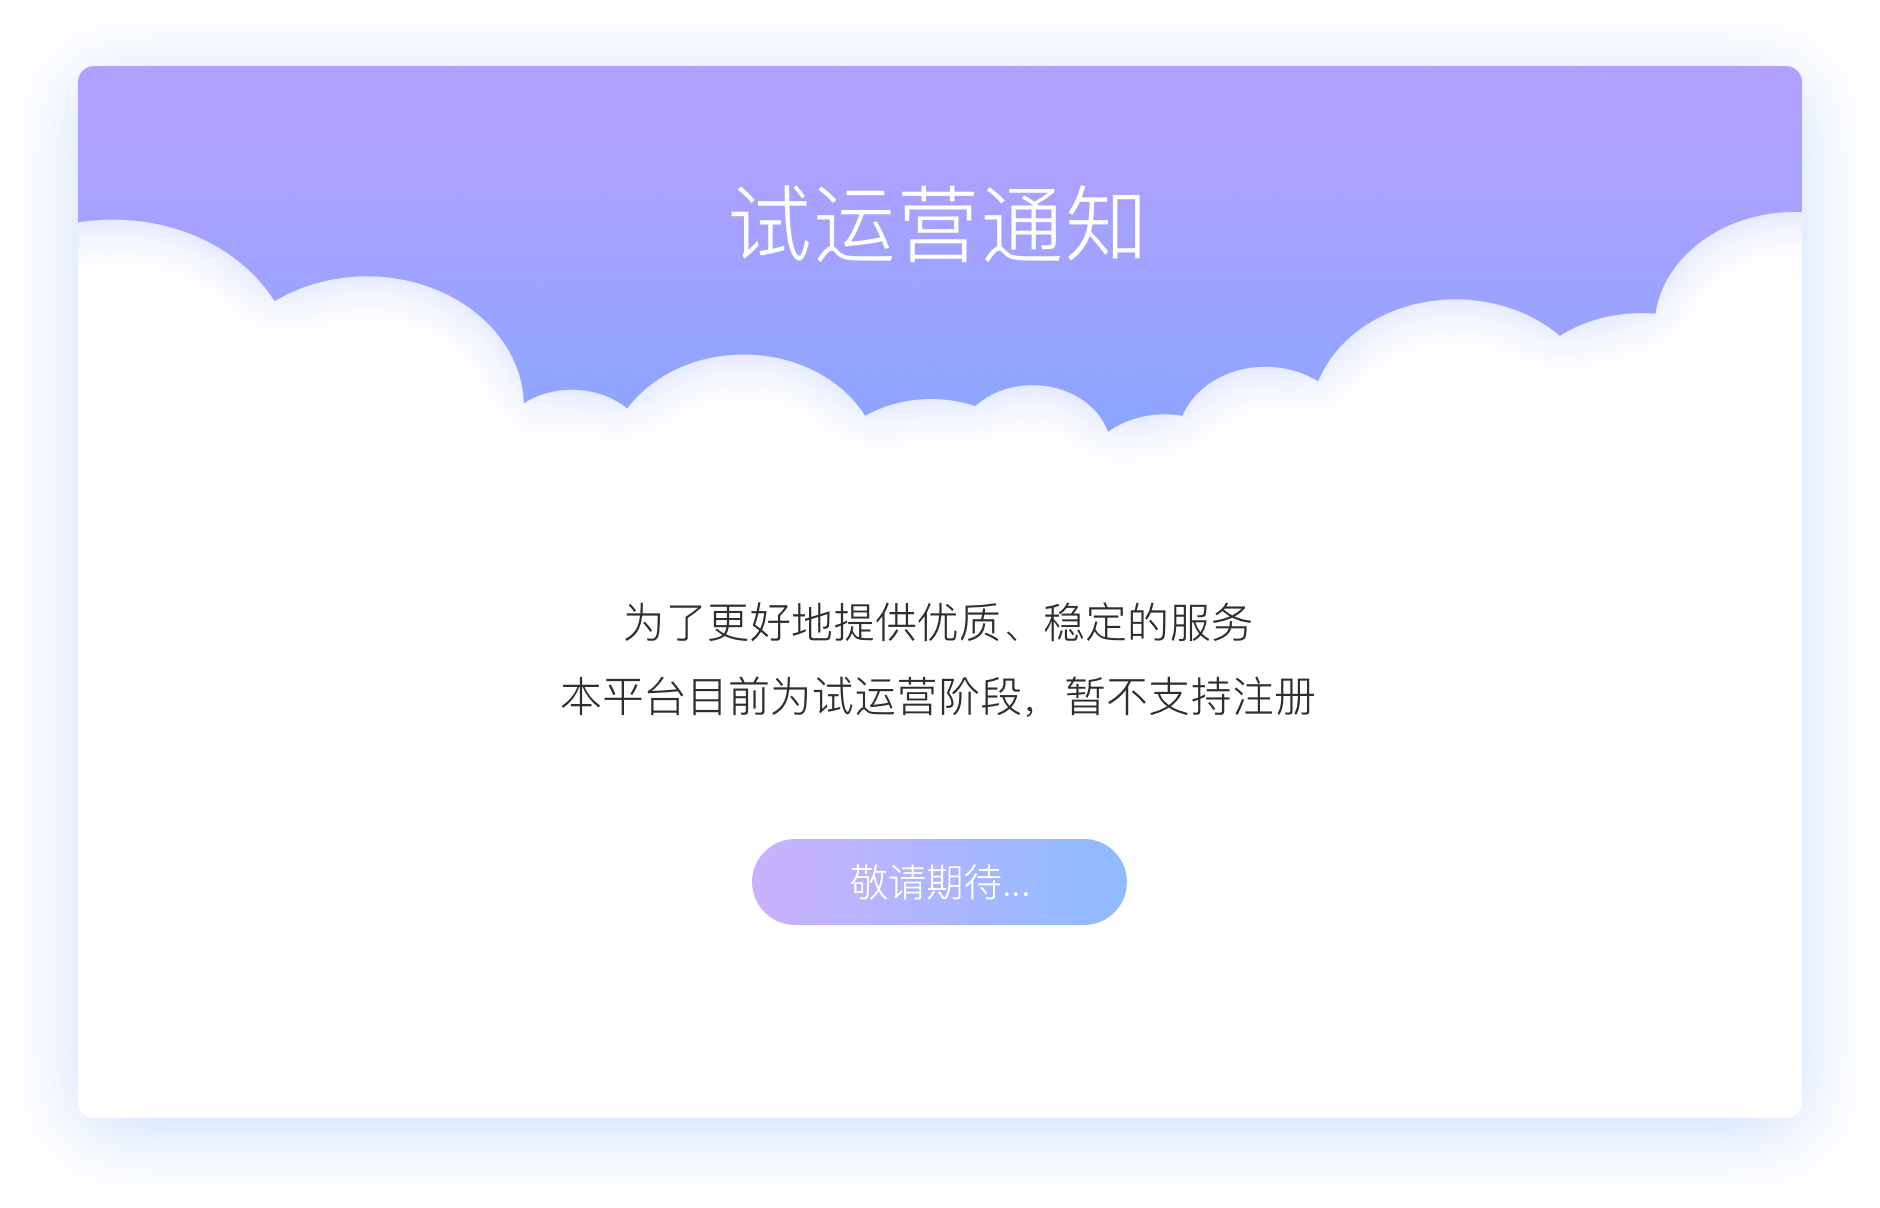 试运营通知
为了更好地提供优质、稳定的服务
本平台目前为试运营阶段，暂不支持注册
敬请期待...